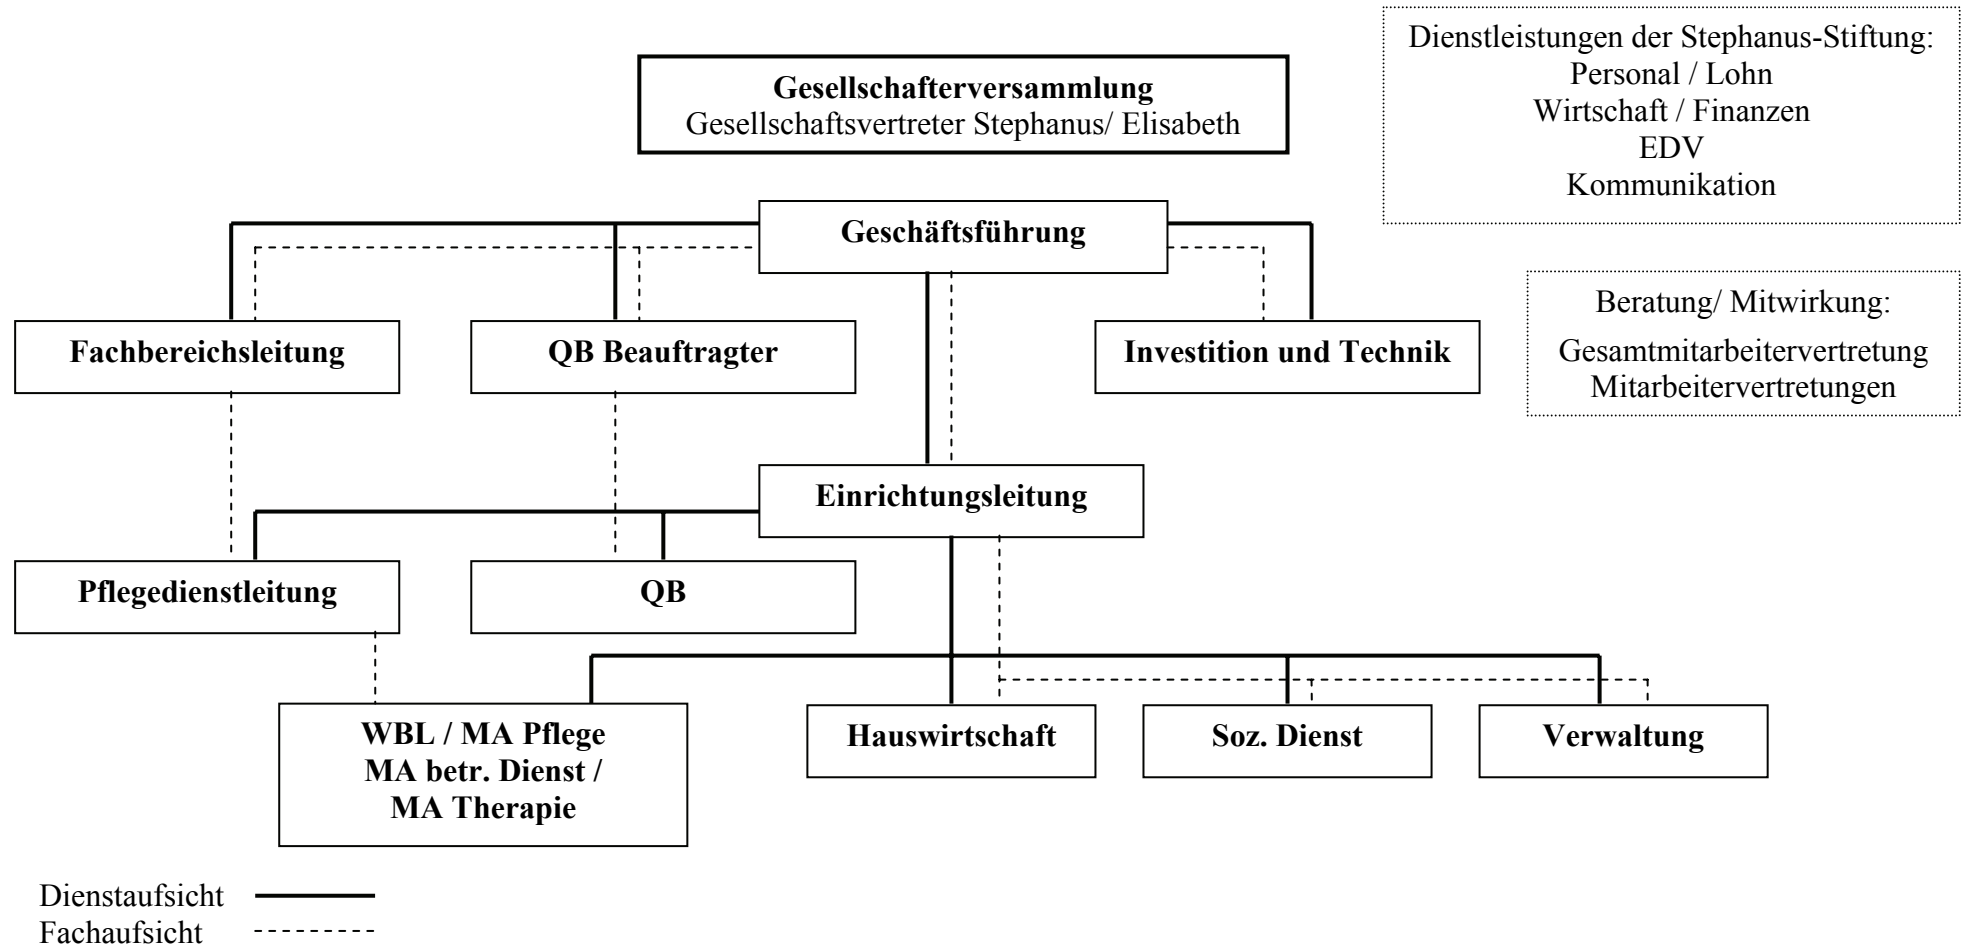 Dienstleistungen der Stephanus-Stiftung:
Personal / Lohn
Wirtschaft / Finanzen
EDV
Kommunikation
Gesellschafterversammlung
Gesellschaftsvertreter Stephanus/ Elisabeth
Geschäftsführung
Beratung/ Mitwirkung:
Gesamtmitarbeitervertretung
Mitarbeitervertretungen
Fachbereichsleitung
QB Beauftragter
Investition und Technik
Einrichtungsleitung
Pflegedienstleitung
QB
WBL / MA Pflege
MA betr. Dienst /
MA Therapie
Hauswirtschaft
Soz. Dienst
Verwaltung
Dienstaufsicht
Fachaufsicht